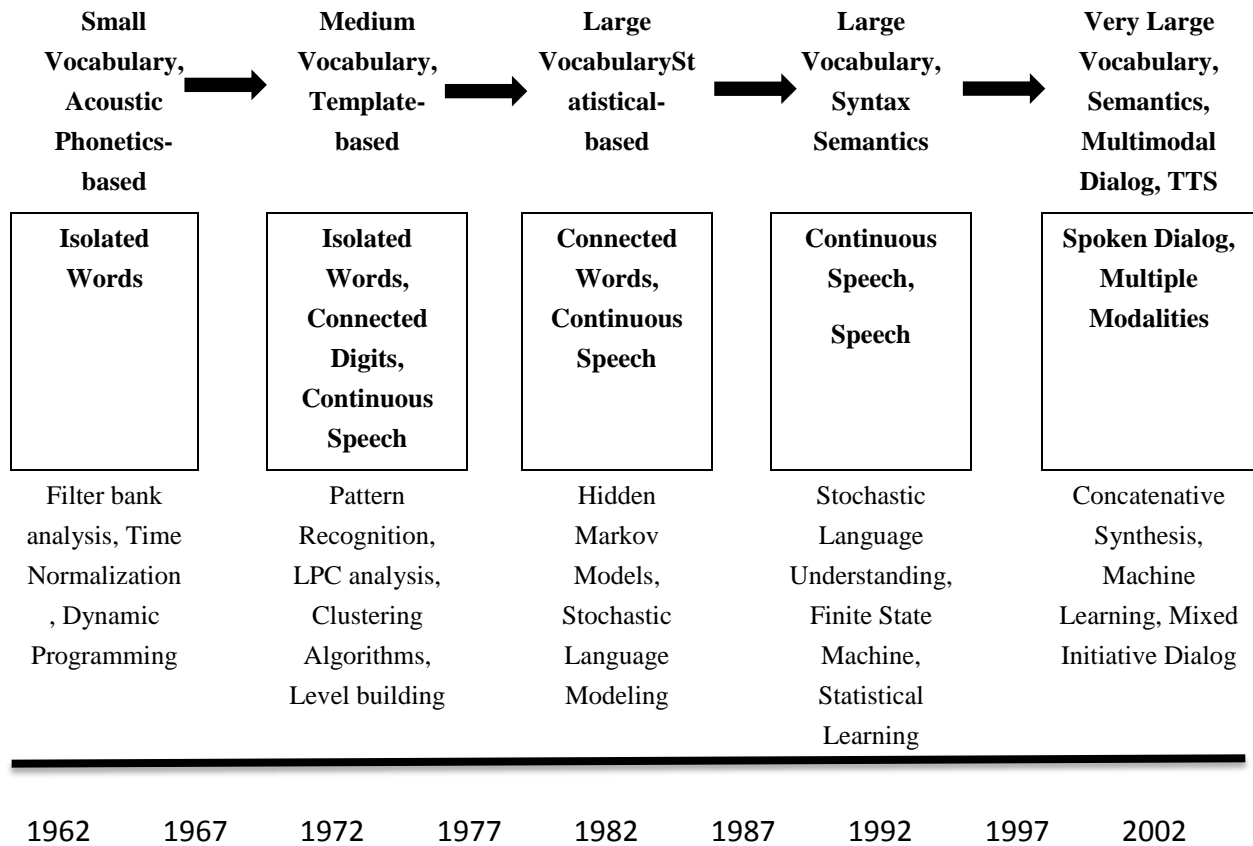 Small
Vocabulary,
Acoustic
Phonetics-
based
Medium
Vocabulary,
Template-
based
Large
VocabularySt
atistical-
based
Large
Vocabulary,
Syntax
Semantics
Very Large
Vocabulary,
Semantics,
Multimodal
Dialog, TTS
Isolated
Words
Isolated
Words,
Connected
Digits,
Continuous
Speech
Connected
Words,
Continuous
Speech
Continuous
Speech,
Speech
Spoken Dialog,
Multiple
Modalities
Filter bank
analysis, Time
Normalization
, Dynamic
Programming
Pattern
Recognition,
LPC analysis,
Clustering
Algorithms,
Level building
Hidden
Markov
Models,
Stochastic
Language
Modeling
Stochastic
Language
Understanding,
Finite State
Machine,
Statistical
Learning
Concatenative
Synthesis,
Machine
Learning, Mixed
Initiative Dialog
1962 1967 1972 1977 1982 1987 1992 1997 2002